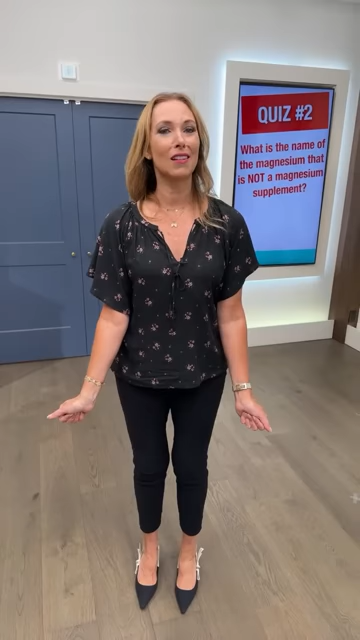 QUIZ #2
What is the name of
the magnesium that
is NOT a magnesium
supplement?